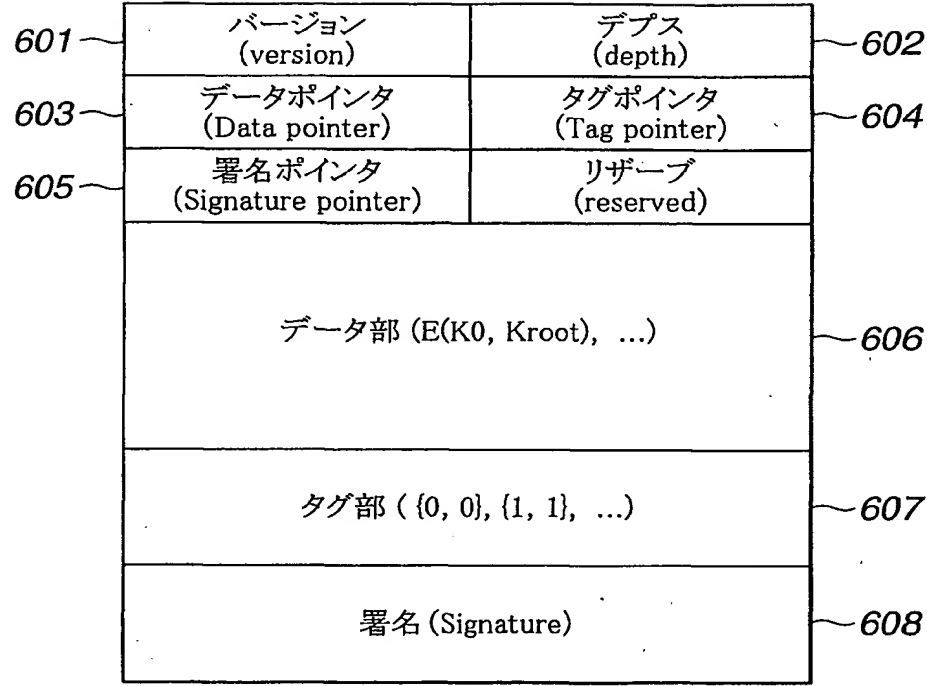 601
バージョン
(version)
デプス
(depth)
602
603
データポインタ
(Data pointer)
タグポインタ
(Tag pointer)
604
605
署名ポインタ
(Signature pointer)
リザーブ
(reserved)
データ部 (E(K0, Kroot), ...)
606
タグ部 ( {0, 0}, {1, 1}, ...)
607
署名 (Signature)
608